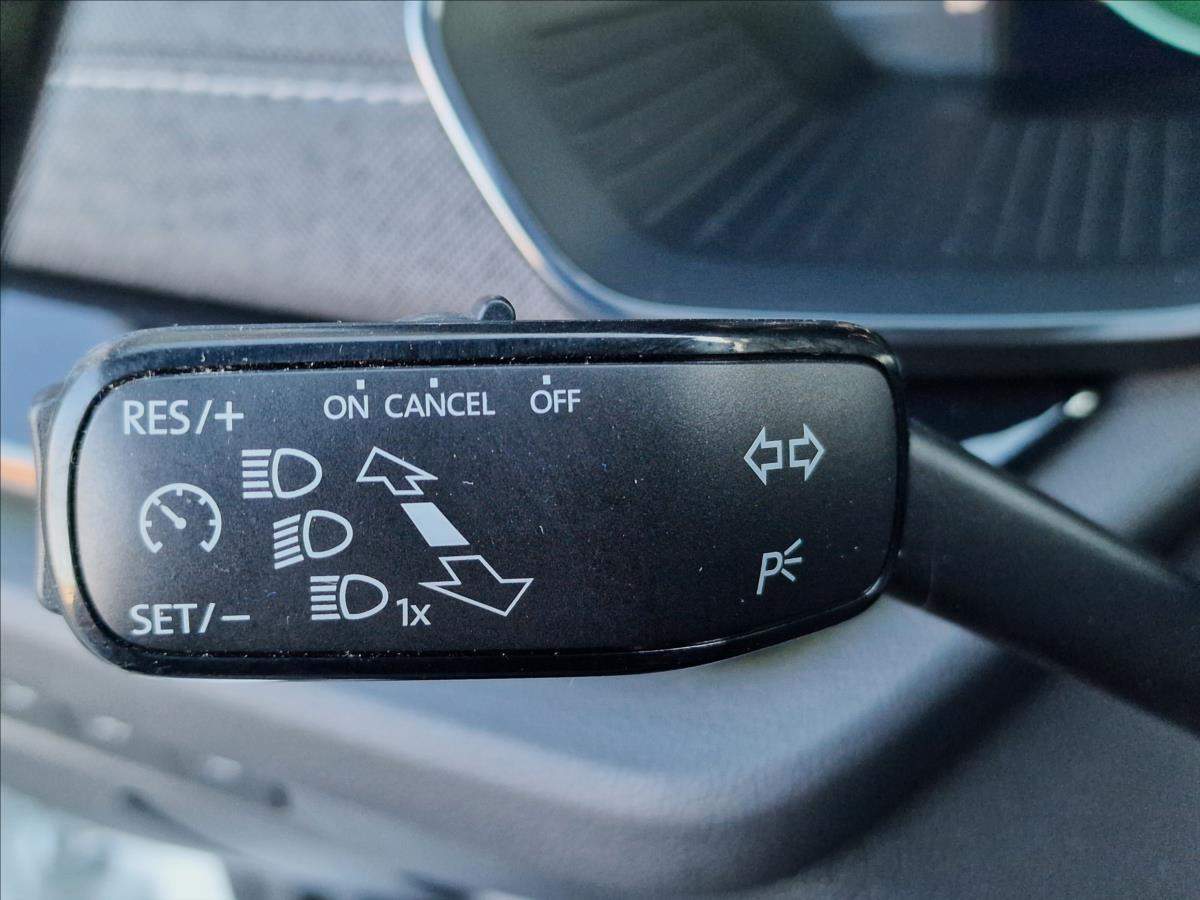 ON CANCEL OFF
RES/+
SET/−
1x
P